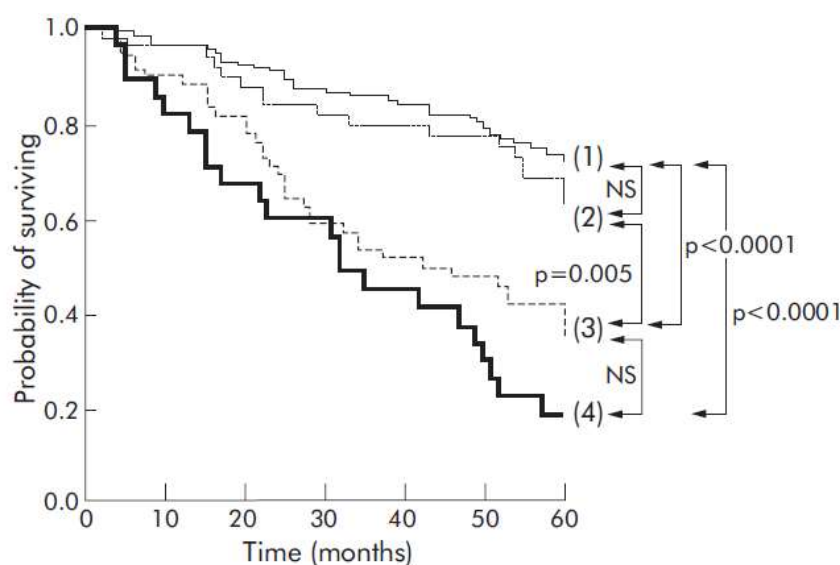 Probability of surviving
1.0
0.8
0.6
0.4
0.2
0.0
0 10 20 30 40 50 60
Time (months)
(1)
NS
(2)
p<0.0001
p=0.005
p<0.0001
(3)
NS
(4)